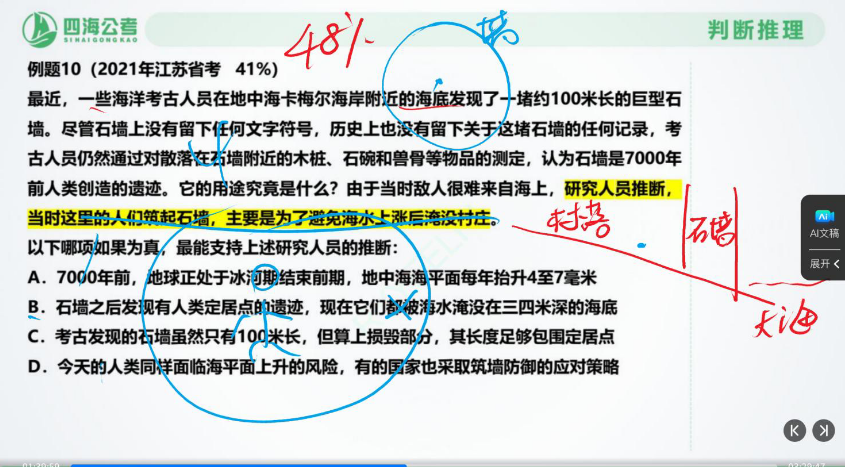 四海公考
SIHAIGONGKAO
判断推理
48%
例题10（2021年江苏省考 41%）
最近，一些海洋考古人员在地中海卡梅尔海岸附近的海底发现了一堵约100米长的巨型石
墙。尽管石墙上没有留下任何文字符号，历史上也没有留下关于这堵石墙的任何记录，考
古人员仍然通过对散落在石墙附近的木桩、石碗和兽骨等物品的测定，认为石墙是7000年
前人类创造的遗迹。它的用途究竟是什么？由于当时敌人很难来自海上，研究人员推断，
当时这里的人们筑起石墙，主要是为了避免海水上涨后淹没村庄。
以下哪项如果为真，最能支持上述研究人员的推断：
A．7000年前，地球正处于冰河期结束前期，地中海海平面每年抬升4至7毫米
B．石墙之后发现有人类定居点的遗迹，现在它们都被海水淹没在三四米深的海底
C．考古发现的石墙虽然只有100米长，但算上损毁部分，其长度足够包围定居点
D．今天的人类同样面临海平面上升的风险，有的国家也采取筑墙防御的应对策略
石墙
大海
AI
AI文稿
展开